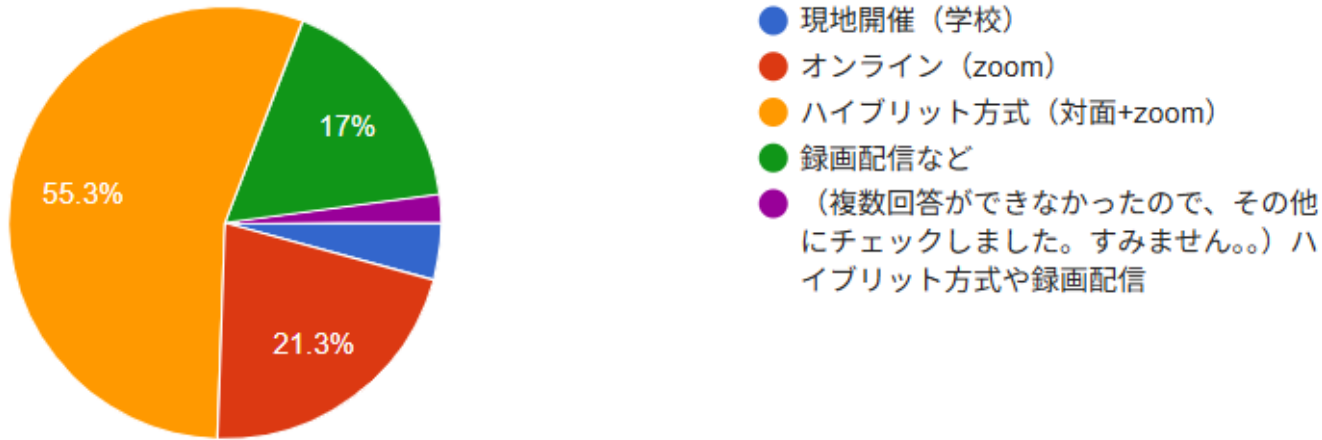 現地開催（学校）
オンライン（zoom）
ハイブリット方式（対面+zoom）
録画配信など
（複数回答ができなかったので、その他
にチェックしました。すみません。。）ハ
イブリット方式や録画配信
17%
55.3%
21.3%